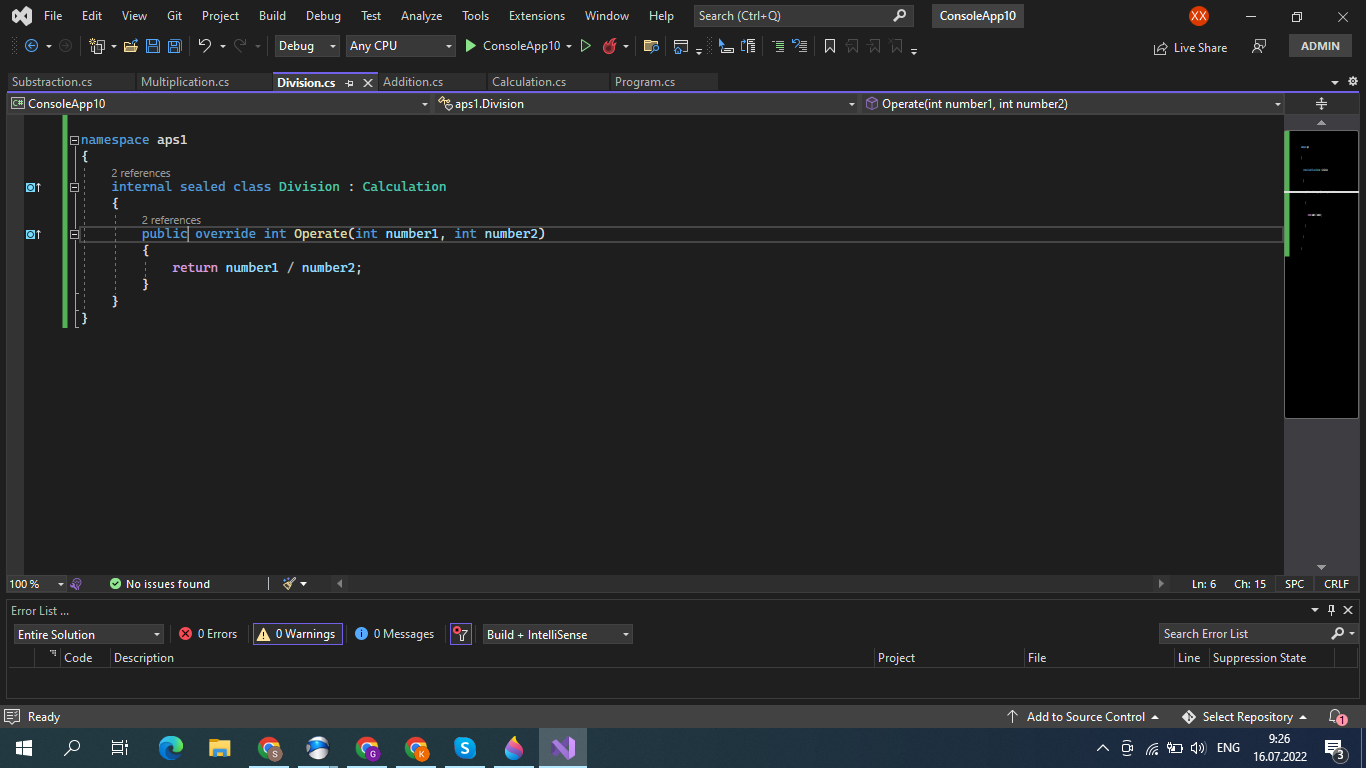 File Edit View Git Project Build Debug Test Analyze Tools Extensions Window Help Search (Ctrl+Q) ConsoleApp10 XX
Debug Any CPU ConsoleApp10 Live Share ADMIN
Substraction.cs Multiplication.cs Division.cs Addition.cs Calculation.cs Program.cs
C# ConsoleApp10 aps1.Division Operate(int number1, int number2)
namespace aps1
{
2 references
internal sealed class Division : Calculation
{
2 references
public override int Operate(int number1, int number2)
{
return number1 / number2;
}
}
}
100 % No issues found Ln: 6 Ch: 15 SPC CRLF
Error List ...
Entire Solution 0 Errors 0 Warnings 0 Messages Build + IntelliSense Search Error List
Code Description Project File Line Suppression State
Ready Add to Source Control Select Repository 1
S G K S ENG 9:26
16.07.2022 3